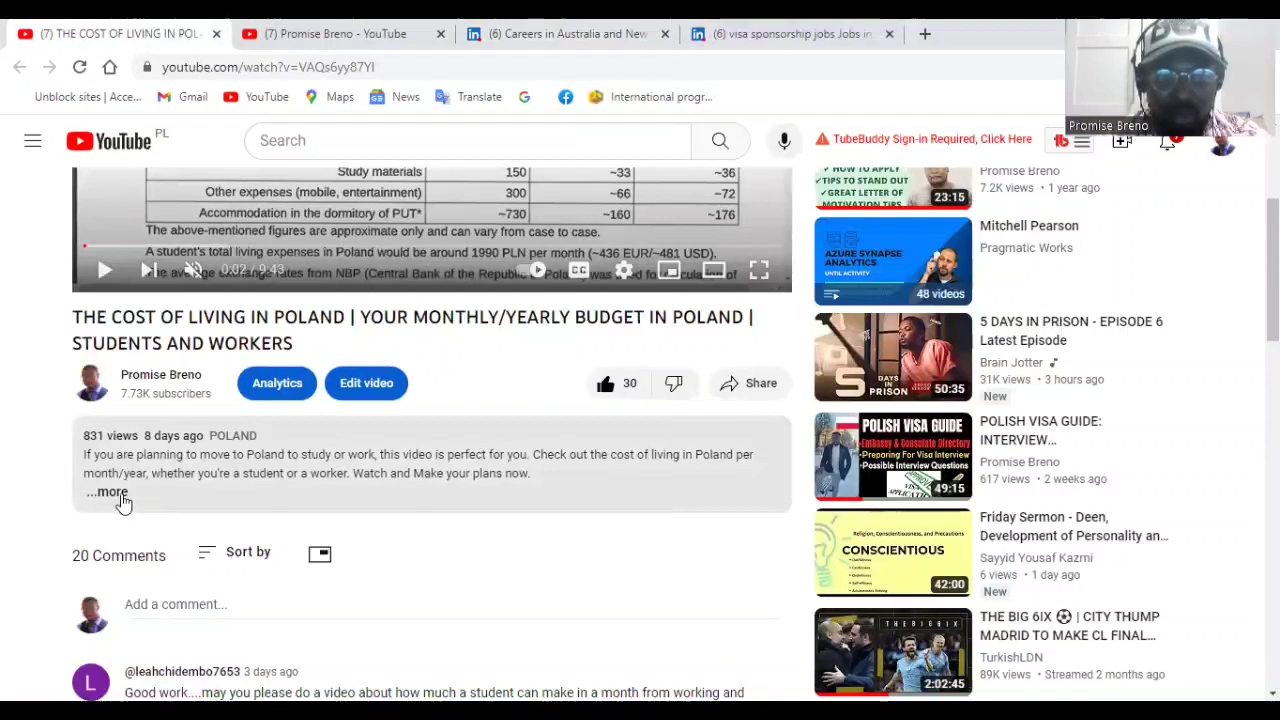 (7) THE COST OF LIVING IN POL
(7) Promise Breno - YouTube
(6) Careers in Australia and New
(6) visa sponsorship jobs Jobs in
youtube.com/watch?v=VAQs6yy87YI
Unblock sites | Acce...
Gmail
YouTube
Maps
News
Translate
International progr...
Promise Breno
YouTube PL
Search
TubeBuddy Sign-in Required, Click Here
Study materials 150 ~33 ~36
Other expenses (mobile, entertainment) 300 ~66 ~72
Accommodation in the dormitory of PUT* ~730 ~160 ~176
The above-mentioned figures are approximate only and can vary from case to case.
A student's total living expenses in Poland would be around 1990 PLN per month (~436 EUR/~481 USD).
rates from NBP (Central Bank of the Republic
0:02 / 9:43
CC
THE COST OF LIVING IN POLAND | YOUR MONTHLY/YEARLY BUDGET IN POLAND |
STUDENTS AND WORKERS
Promise Breno
7.73K subscribers
Analytics
Edit video
30
Share
831 views 8 days ago POLAND
If you are planning to move to Poland to study or work, this video is perfect for you. Check out the cost of living in Poland per
month/year, whether you're a student or a worker. Watch and Make your plans now.
...more
20 Comments
Sort by
Add a comment...
L
@leahchidembo7653 3 days ago
Good work....may you please do a video about how much a student can make in a month from working and
HOW TO APPLY
✓TIPS TO STAND OUT
✓GREAT LETTER OF
MOTIVATION TIPS
23:15
Promise Breno
7.2K views • 1 year ago
AZURE SYNAPSE
ANALYTICS
UNTIL ACTIVITY
48 videos
Mitchell Pearson
Pragmatic Works
5
DAYS
IN
PRISON
50:35
5 DAYS IN PRISON - EPISODE 6
Latest Episode
Brain Jotter
31K views • 3 hours ago
New
POLISH VISA GUIDE
•Embassy & Consulate Directory
•Preparing For Visa Interview
•Possible Interview Questions
49:15
POLISH VISA GUIDE:
INTERVIEW...
Promise Breno
617 views • 2 weeks ago
Religion, Conscientiousness, and Precautions
CONSCIENTIOUS
42:00
Friday Sermon - Deen,
Development of Personality an...
Sayyid Yousaf Kazmi
6 views • 1 day ago
New
THE BIG 6IX
2:02:45
THE BIG 6IX ⚽ | CITY THUMP
MADRID TO MAKE CL FINAL...
TurkishLDN
89K views • Streamed 2 months ago